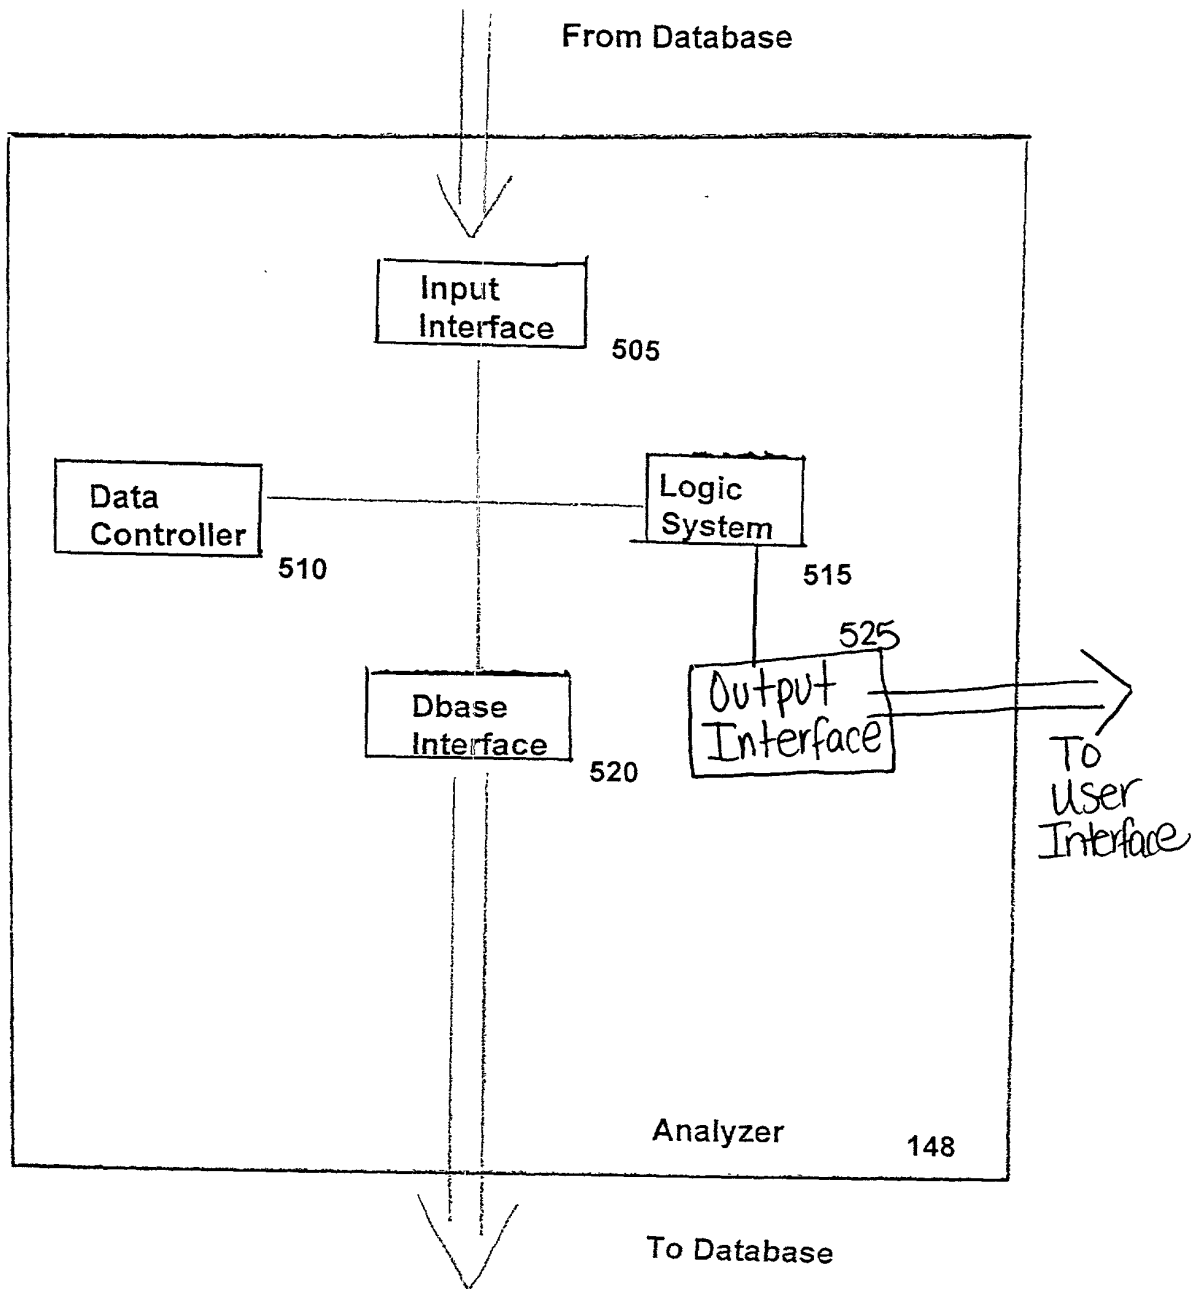 From Database
Input
Interface
505
Data
Controller
510
Logic
System
515
525
Output
Interface
Dbase
Interface
520
To
User
Interface
Analyzer
148
To Database